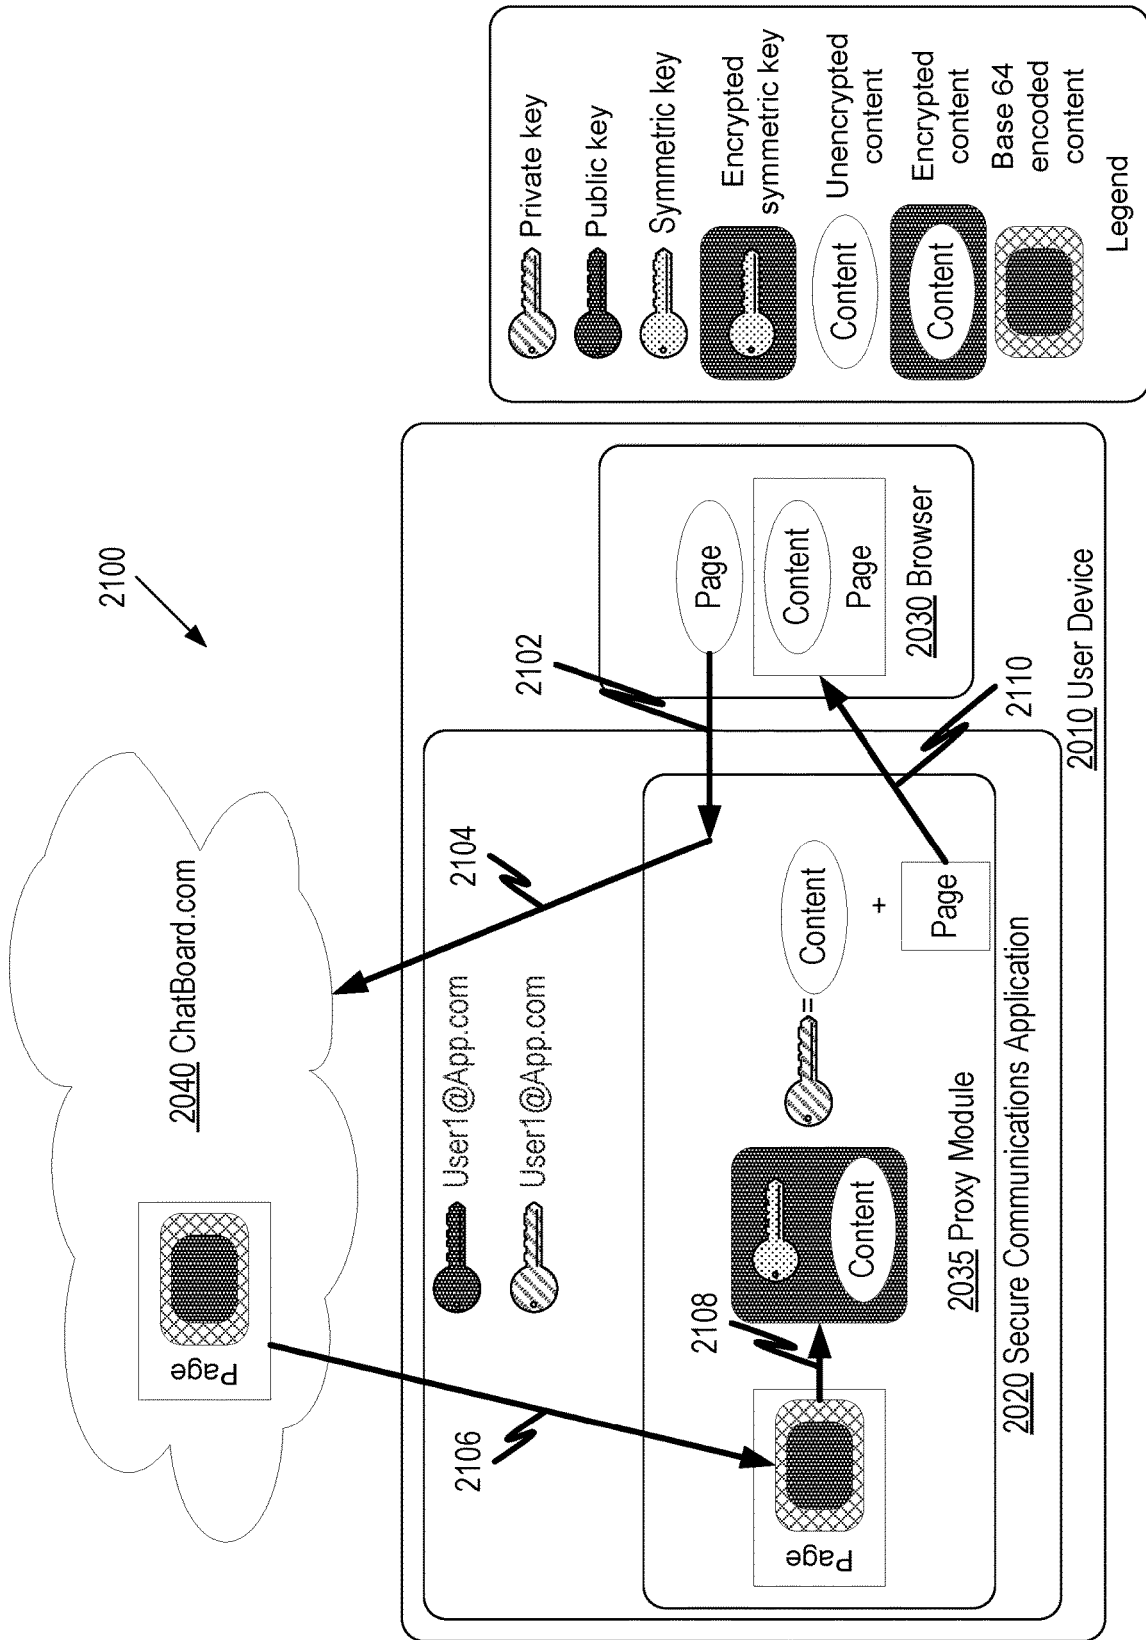 2100
2040 ChatBoard.com
Page
2106
2104
2102
User1@App.com
User1@App.com
Page
2108
Content
=
Content
+
Page
2035 Proxy Module
2020 Secure Communications Application
Page
Content
Page
2030 Browser
2110
2010 User Device
Private key
Public key
Symmetric key
Encrypted
symmetric key
Content
Unencrypted
content
Content
Encrypted
content
Base 64
encoded
content
Legend